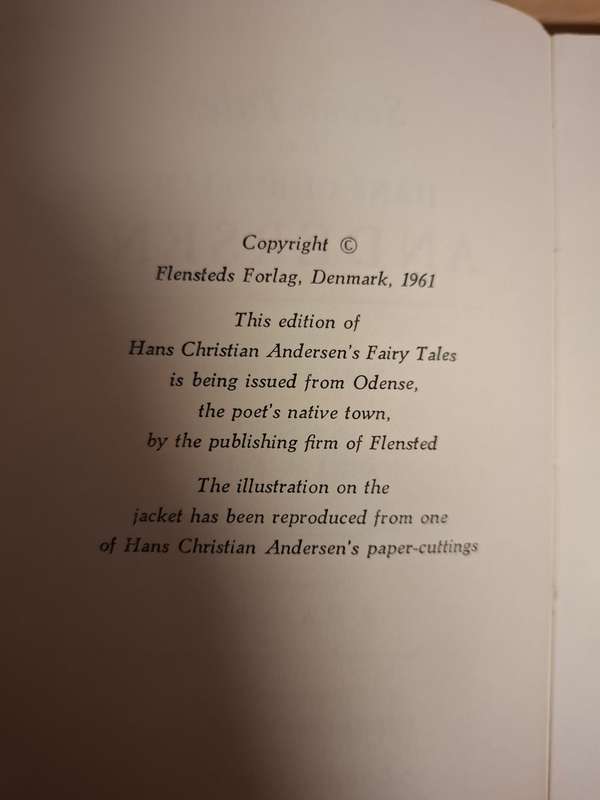 Copyright ©
Flensteds Forlag, Denmark, 1961
This edition of
Hans Christian Andersen's Fairy Tales
is being issued from Odense,
the poet's native town,
by the publishing firm of Flensted
The illustration on the
jacket has been reproduced from one
of Hans Christian Andersen's paper-cuttings